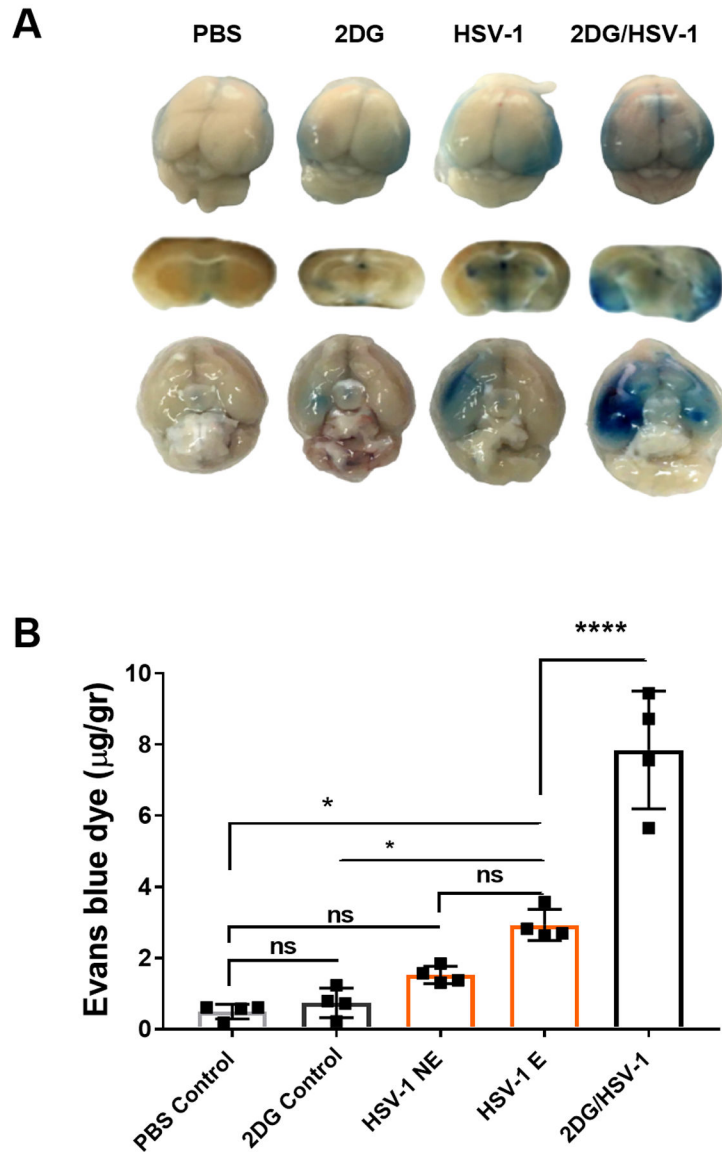 A
PBS 2DG HSV-1 2DG/HSV-1
B
Evans blue dye (μg/gr)
10
8
6
4
2
0
****
*
*
ns
ns
ns
PBS Control
2DG Control
HSV-1 NE
HSV-1 E
2DG/HSV-1